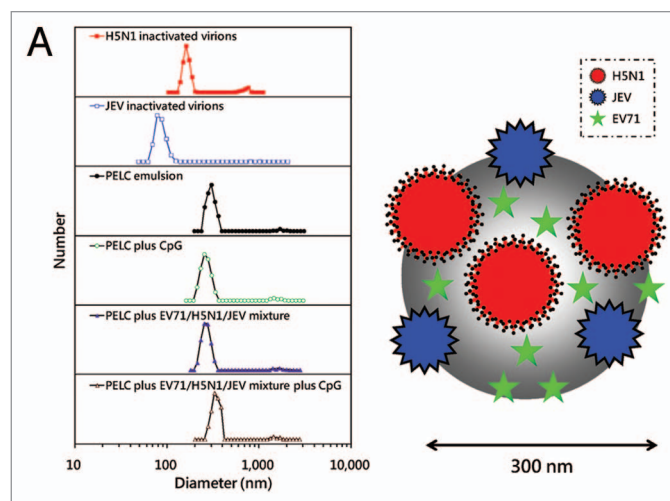 A
H5N1 inactivated virions
JEV inactivated virions
PELC emulsion
PELC plus CpG
PELC plus EV71/H5N1/JEV mixture
PELC plus EV71/H5N1/JEV mixture plus CpG
Number
10 100 1,000 10,000
Diameter (nm)
H5N1
JEV
EV71
300 nm